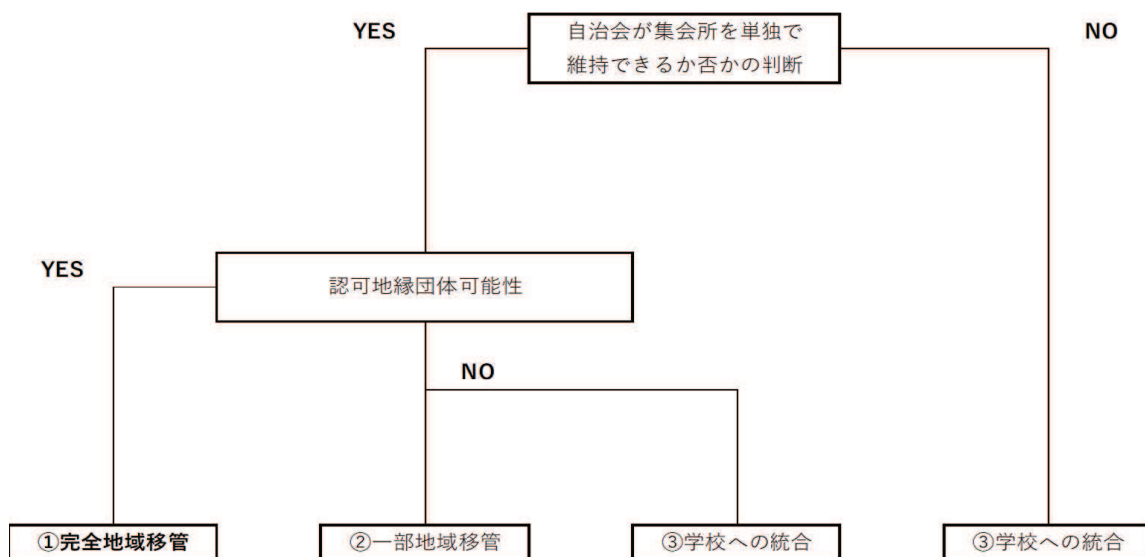 YES
自治会が集会所を単独で
維持できるか否かの判断
NO
YES
認可地縁団体可能性
NO
①完全地域移管
②一部地域移管
③学校への統合
③学校への統合